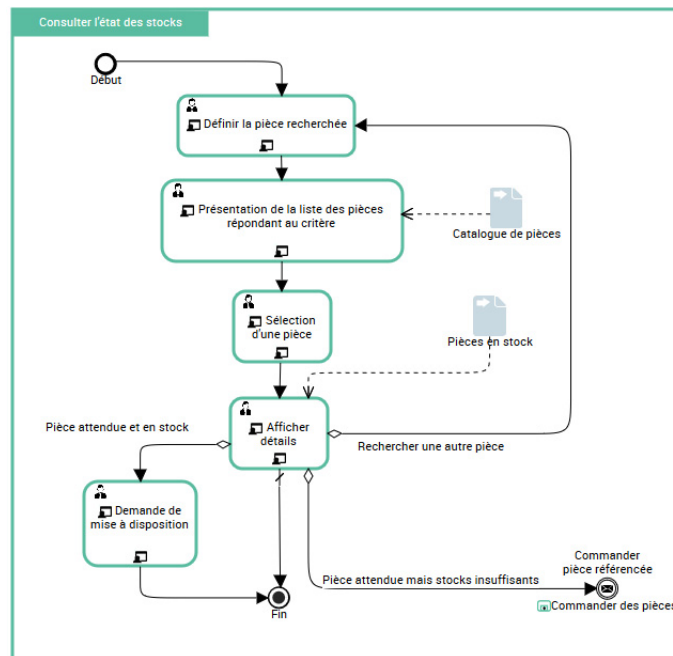 Consulter l'état des stocks
Début
Définir la pièce recherchée
Présentation de la liste des pièces
répondant au critère
Catalogue de pièces
Sélection
d'une pièce
Pièces en stock
Pièce attendue et en stock
Afficher
détails
Rechercher une autre pièce
Demande de
mise à disposition
Commander
pièce référencée
Pièce attendue mais stocks insuffisants
Commander des pièces
Fin